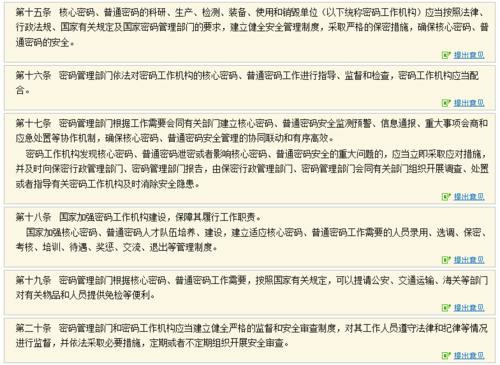 第十五条　核心密码、普通密码的科研、生产、检测、装备、使用和销毁单位（以下统称密码工作机构）应当按照法律、
行政法规、国家有关规定及国家密码管理部门的要求，建立健全安全管理制度，采取严格的保密措施，确保核心密码、普
通密码的安全。
提出意见
第十六条　密码管理部门依法对密码工作机构的核心密码、普通密码工作进行指导、监督和检查，密码工作机构应当配
合。
提出意见
第十七条　密码管理部门根据工作需要会同有关部门建立核心密码、普通密码安全监测预警、信息通报、重大事项会商和
应急处置等协作机制，确保核心密码、普通密码安全管理的协同联动和有序高效。
密码工作机构发现核心密码、普通密码泄密或者影响核心密码、普通密码安全的重大问题的，应当立即采取应对措施，
并及时向保密行政管理部门、密码管理部门报告，由保密行政管理部门、密码管理部门会同有关部门组织开展调查、处置
或者指导有关密码工作机构及时消除安全隐患。
提出意见
第十八条　国家加强密码工作机构建设，保障其履行工作职责。
国家加强核心密码、普通密码人才队伍培养、建设，建立适应核心密码、普通密码工作需要的人员录用、选调、保密、
考核、培训、待遇、奖惩、交流、退出等管理制度。
提出意见
第十九条　密码管理部门根据核心密码、普通密码工作需要，按照国家有关规定，可以提请公安、交通运输、海关等部门
对有关物品和人员提供免检等便利。
提出意见
第二十条　密码管理部门和密码工作机构应当建立健全严格的监督和安全审查制度，对其工作人员遵守法律和纪律等情况
进行监督，并依法采取必要措施，定期或者不定期组织开展安全审查。
提出意见